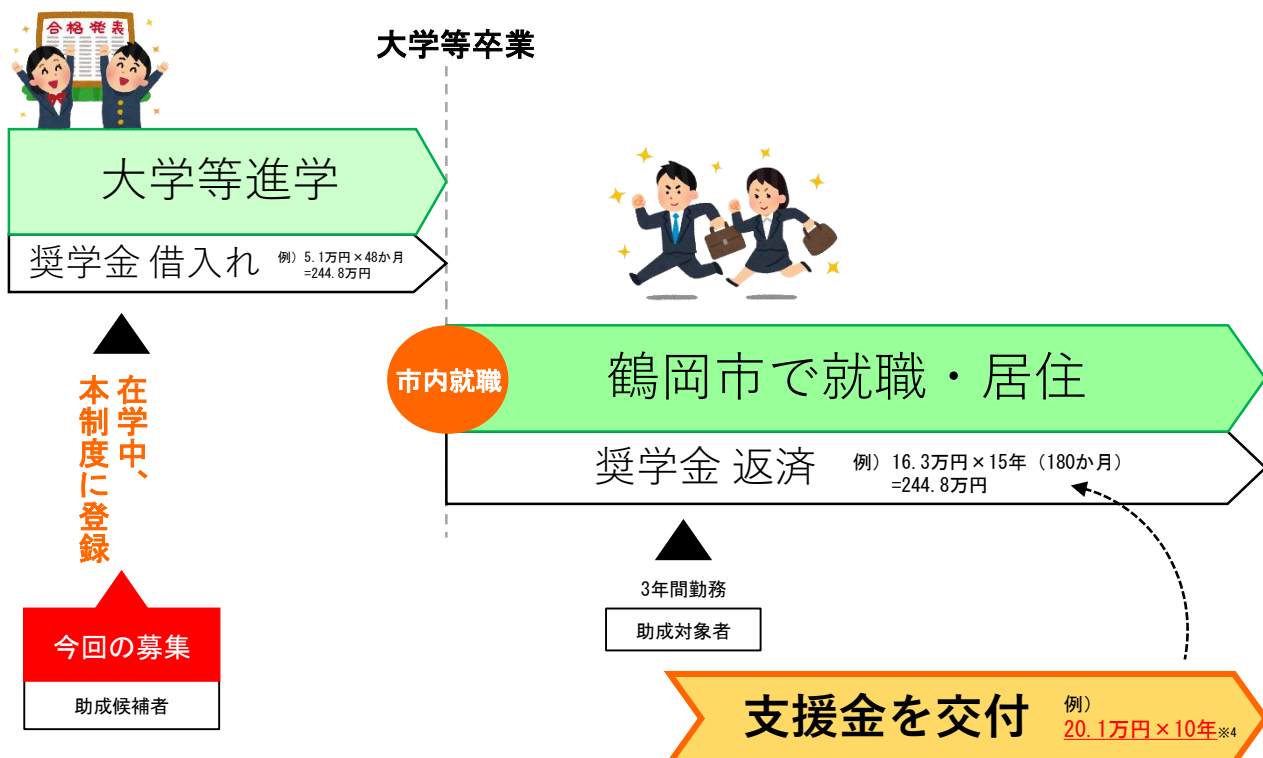 合格発表
大学等卒業
大学等進学
奨学金 借入れ
例）5.1万円×48か月
=244.8万円
市内就職
鶴岡市で就職・居住
奨学金 返済
例）16.3万円×15年（180か月）
=244.8万円
在学中、
本制度に登録
3年間勤務
助成対象者
今回の募集
助成候補者
支援金を交付
例）
20.1万円×10年※4